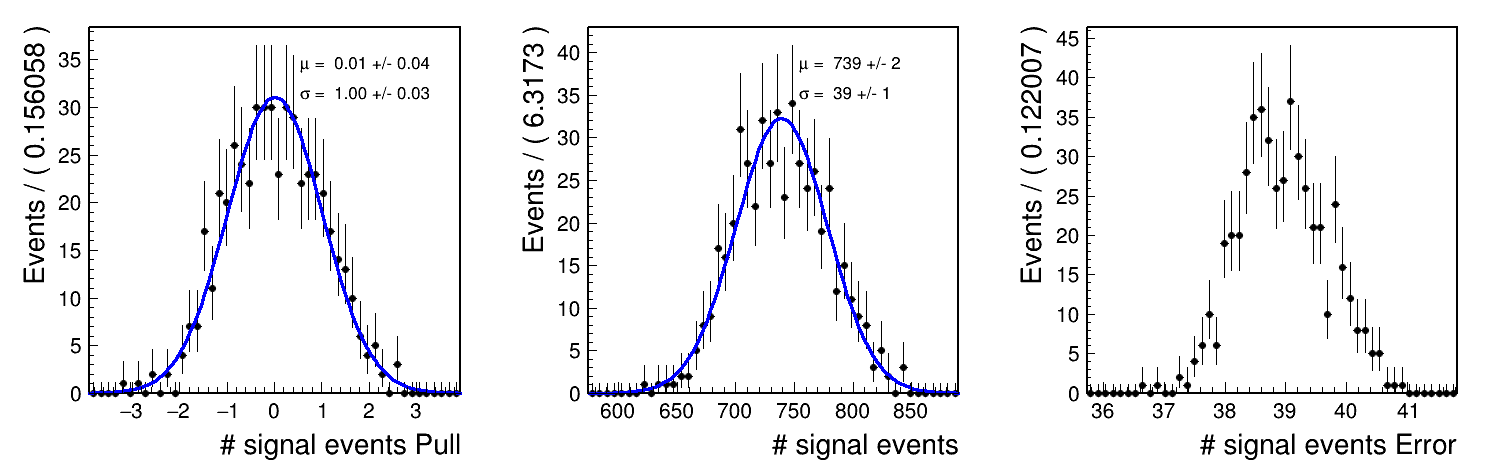 Events / ( 0.156058 )
35
30
25
20
15
10
5
0
μ = 0.01 +/- 0.04
σ = 1.00 +/- 0.03
−3 −2 −1 0 1 2 3
# signal events Pull
Events / ( 6.3173 )
40
35
30
25
20
15
10
5
0
μ = 739 +/- 2
σ = 39 +/- 1
600 650 700 750 800 850
# signal events
Events / ( 0.122007 )
45
40
35
30
25
20
15
10
5
0
36 37 38 39 40 41
# signal events Error